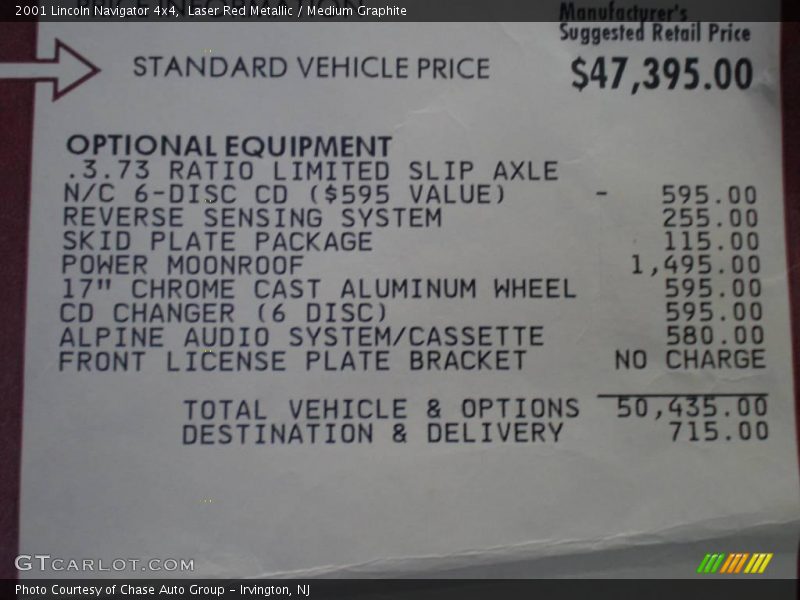 2001 Lincoln Navigator 4x4, Laser Red Metallic / Medium Graphite
PRICE INFORMATION
Manufacturer's
Suggested Retail Price
STANDARD VEHICLE PRICE $47,395.00
OPTIONAL EQUIPMENT
.3.73 RATIO LIMITED SLIP AXLE
N/C 6-DISC CD ($595 VALUE) - 595.00
REVERSE SENSING SYSTEM 255.00
SKID PLATE PACKAGE 115.00
POWER MOONROOF 1,495.00
17" CHROME CAST ALUMINUM WHEEL 595.00
CD CHANGER (6 DISC) 595.00
ALPINE AUDIO SYSTEM/CASSETTE 580.00
FRONT LICENSE PLATE BRACKET NO CHARGE
TOTAL VEHICLE & OPTIONS 50,435.00
DESTINATION & DELIVERY 715.00
GTCARLOT.COM
Photo Courtesy of Chase Auto Group - Irvington, NJ